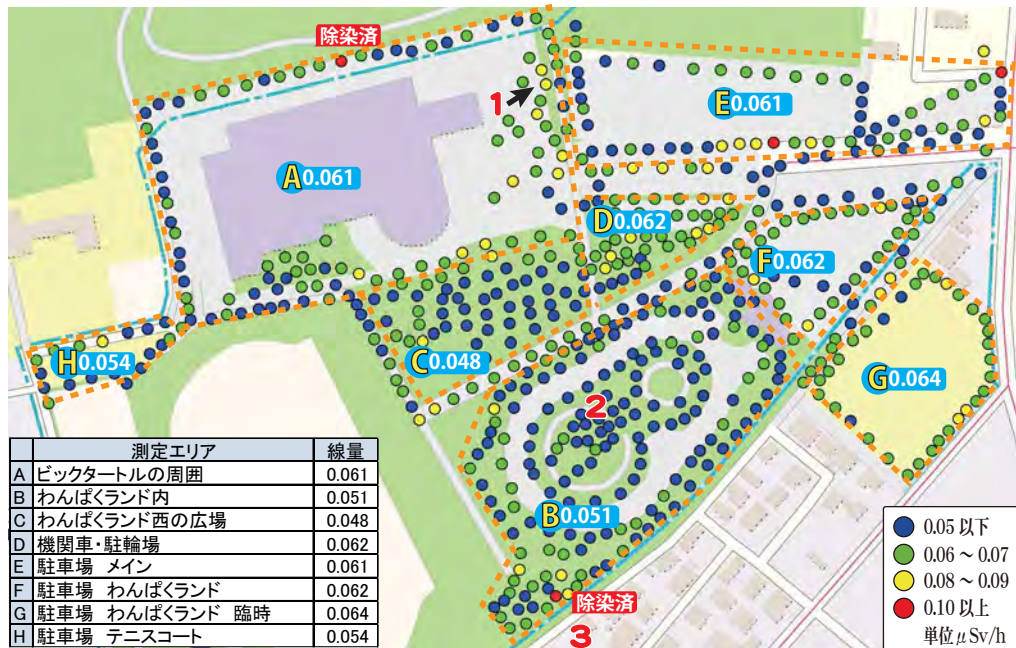 除染済
1
E0.061
A0.061
D0.062
F0.062
H0.054
C0.048
G0.064
2
B0.051
測定エリア 線量
A ビックタートルの周囲 0.061
B わんぱくランド内 0.051
C わんぱくランド西の広場 0.048
D 機関車・駐輪場 0.062
E 駐車場 メイン 0.061
F 駐車場 わんぱくランド 0.062
G 駐車場 わんぱくランド 臨時 0.064
H 駐車場 テニスコート 0.054
0.05 以下
0.06～0.07
0.08～0.09
0.10 以上
単位μSv/h
除染済
3